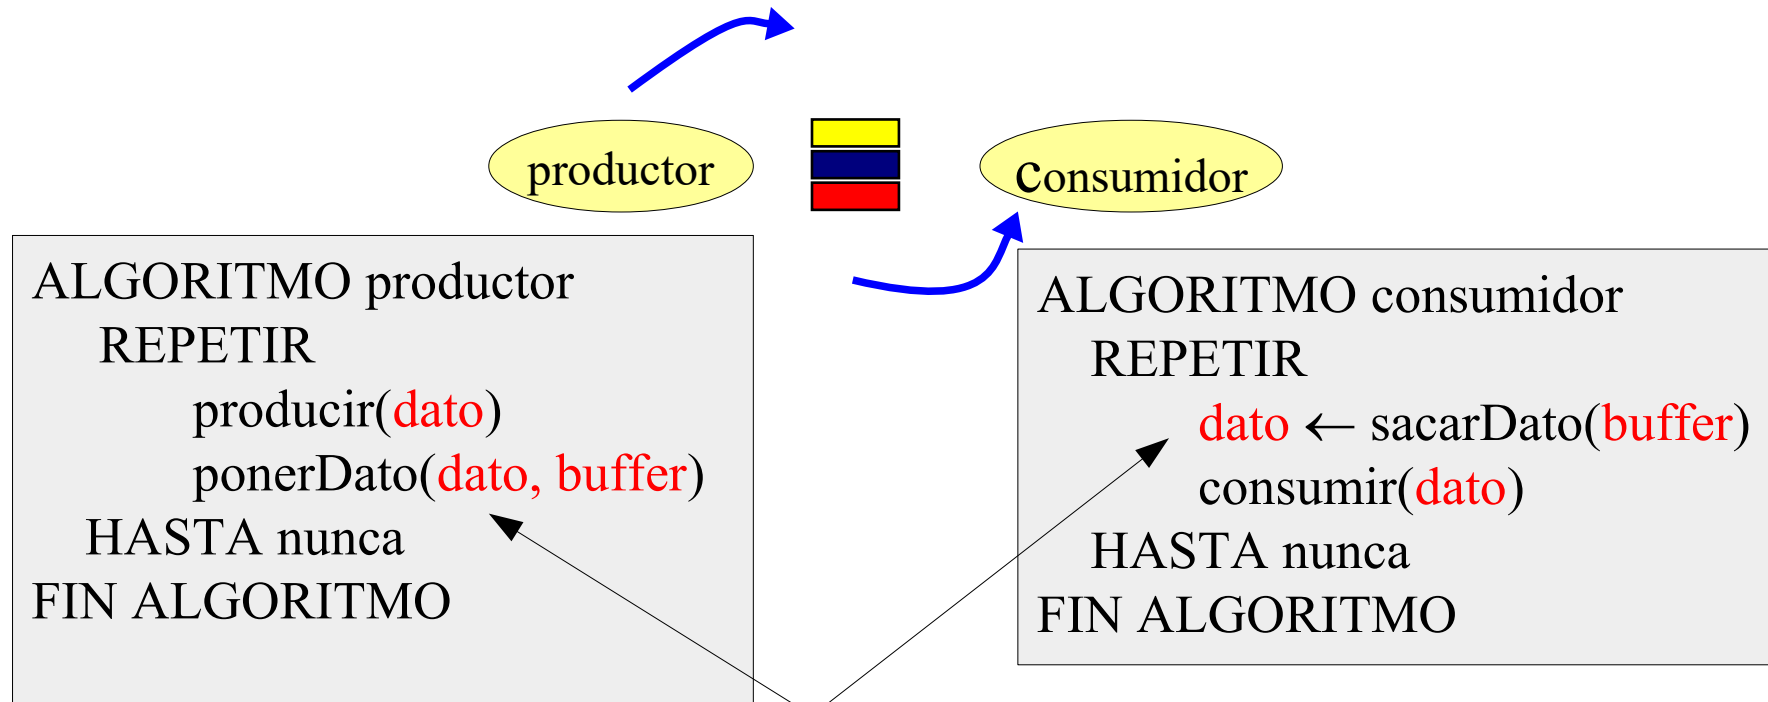 productor
consumidor
ALGORITMO productor
REPETIR
producir(dato)
ponerDato(dato, buffer)
HASTA nunca
FIN ALGORITMO
ALGORITMO consumidor
REPETIR
dato ← sacarDato(buffer)
consumir(dato)
HASTA nunca
FIN ALGORITMO